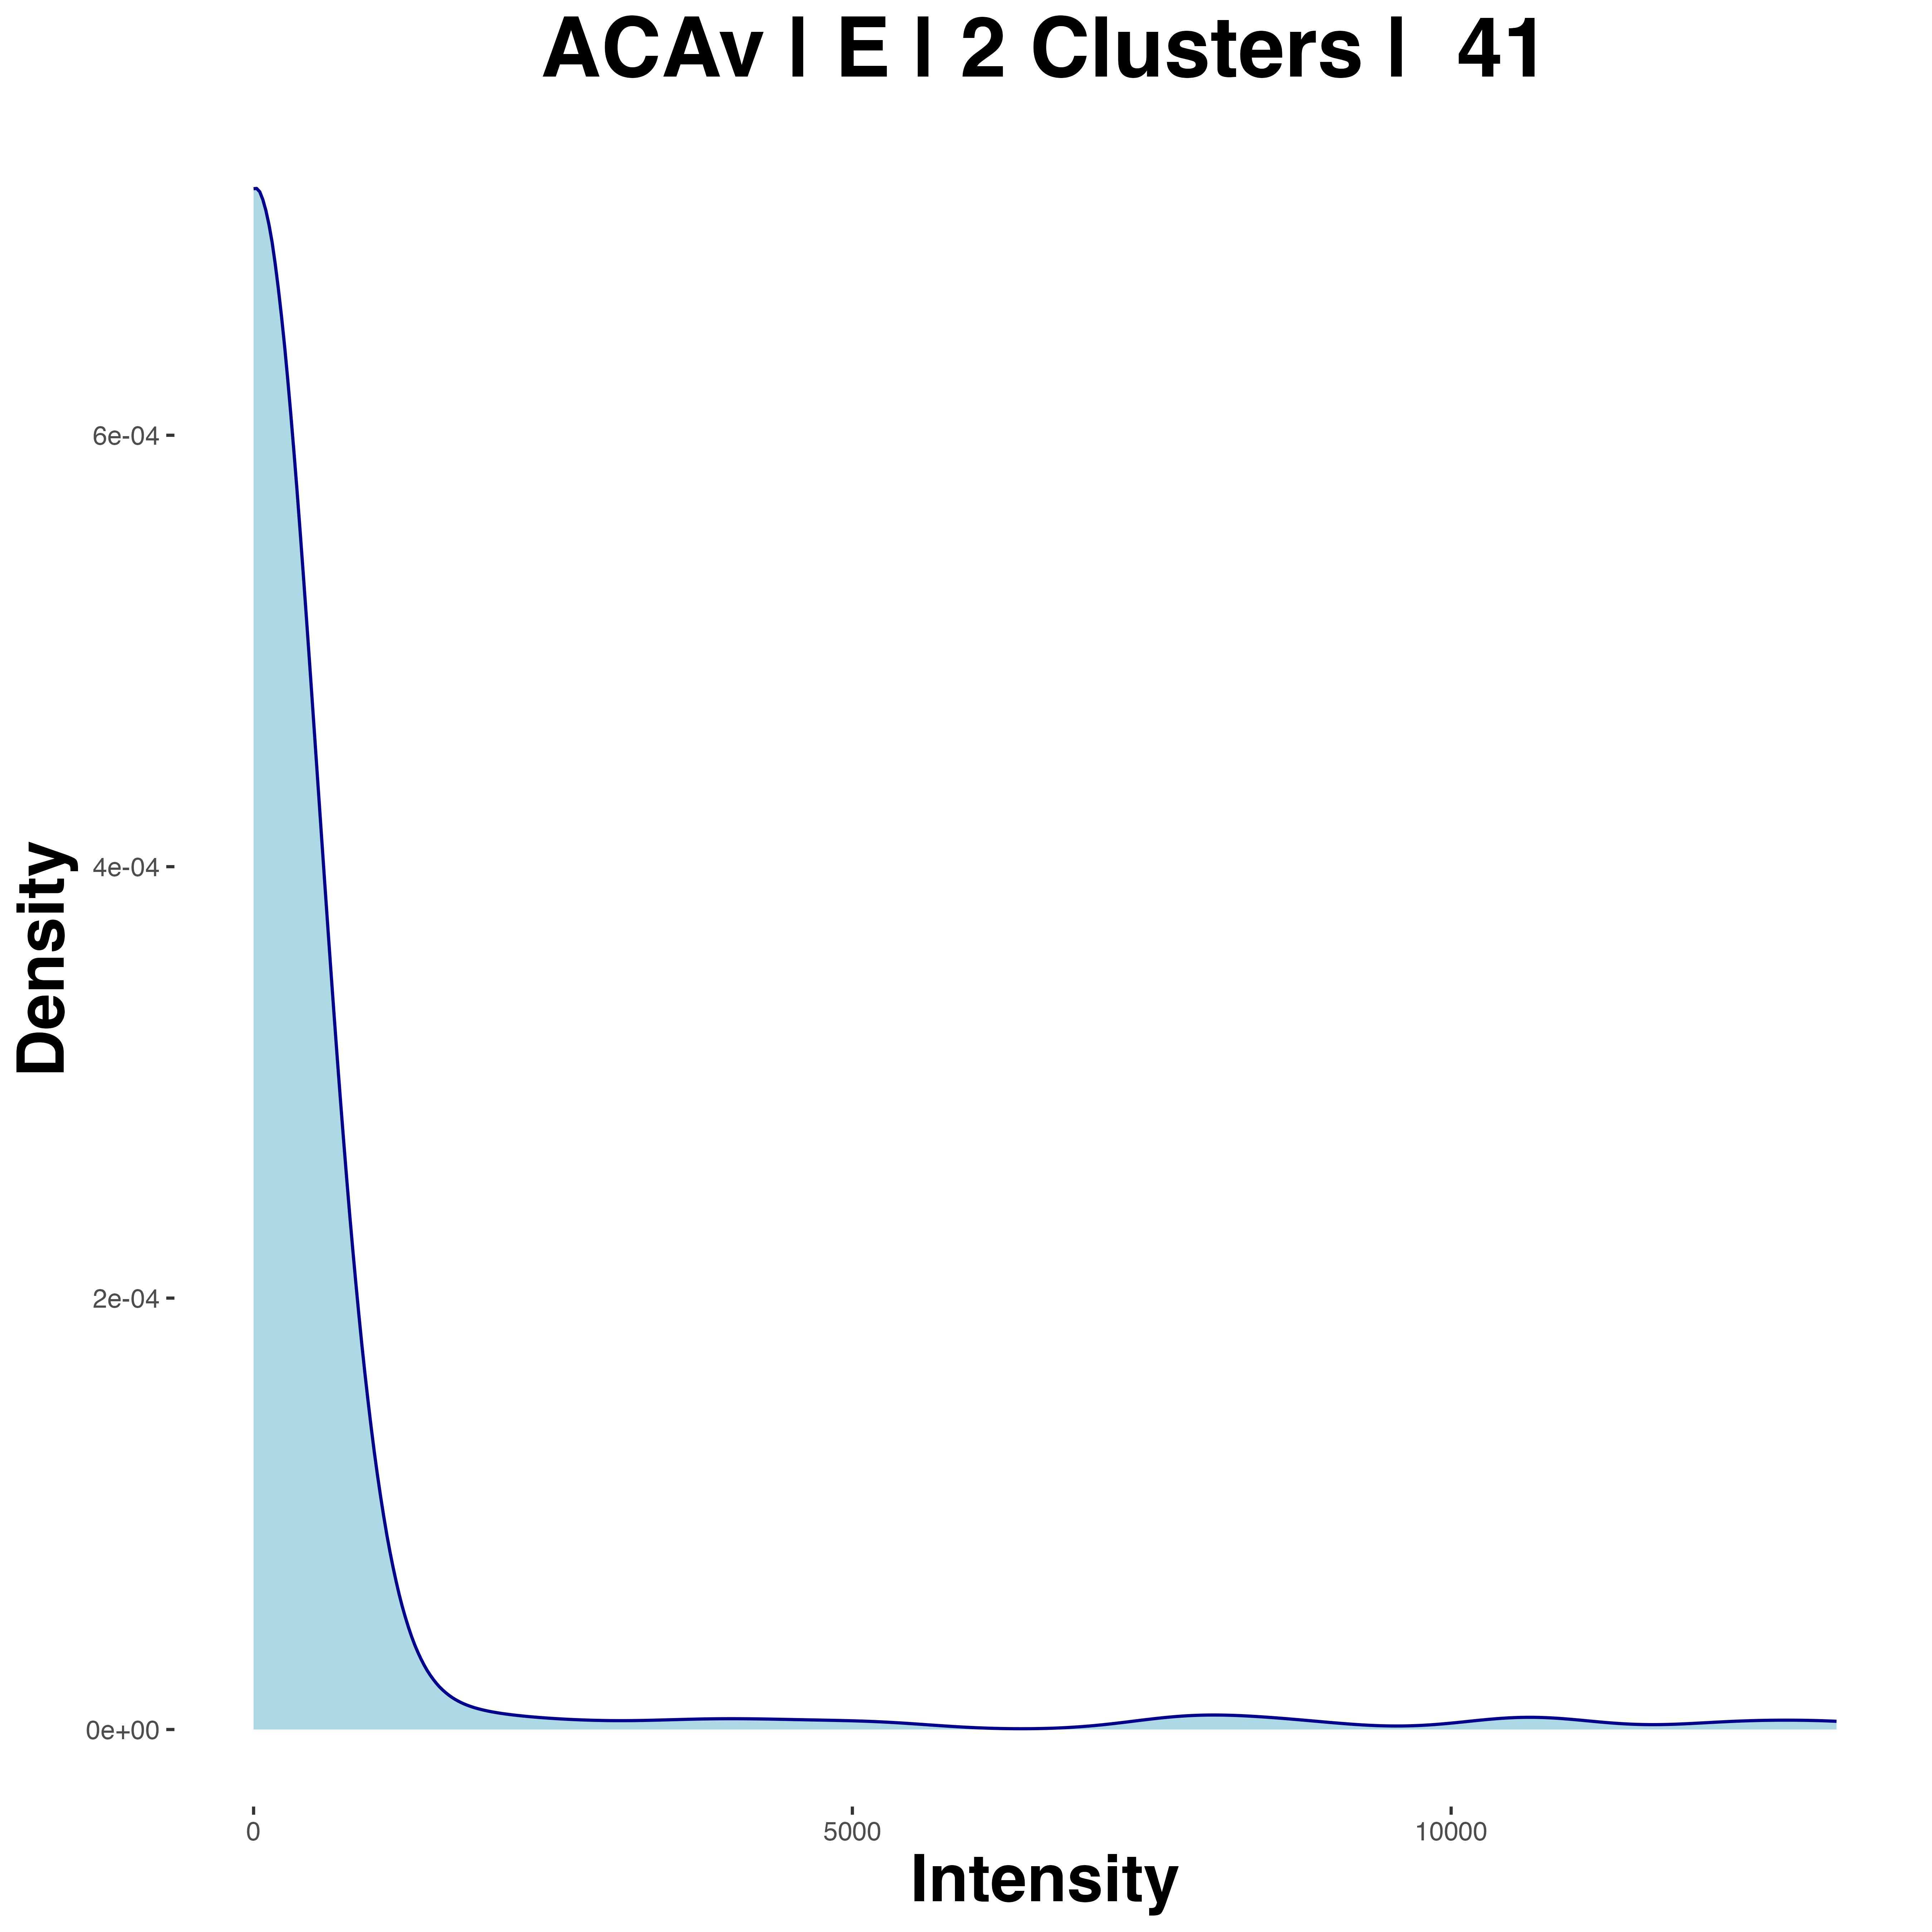 ACAv | E | 2 Clusters |  41
Density
6e-04
4e-04
2e-04
0e+00
0
5000
10000
Intensity